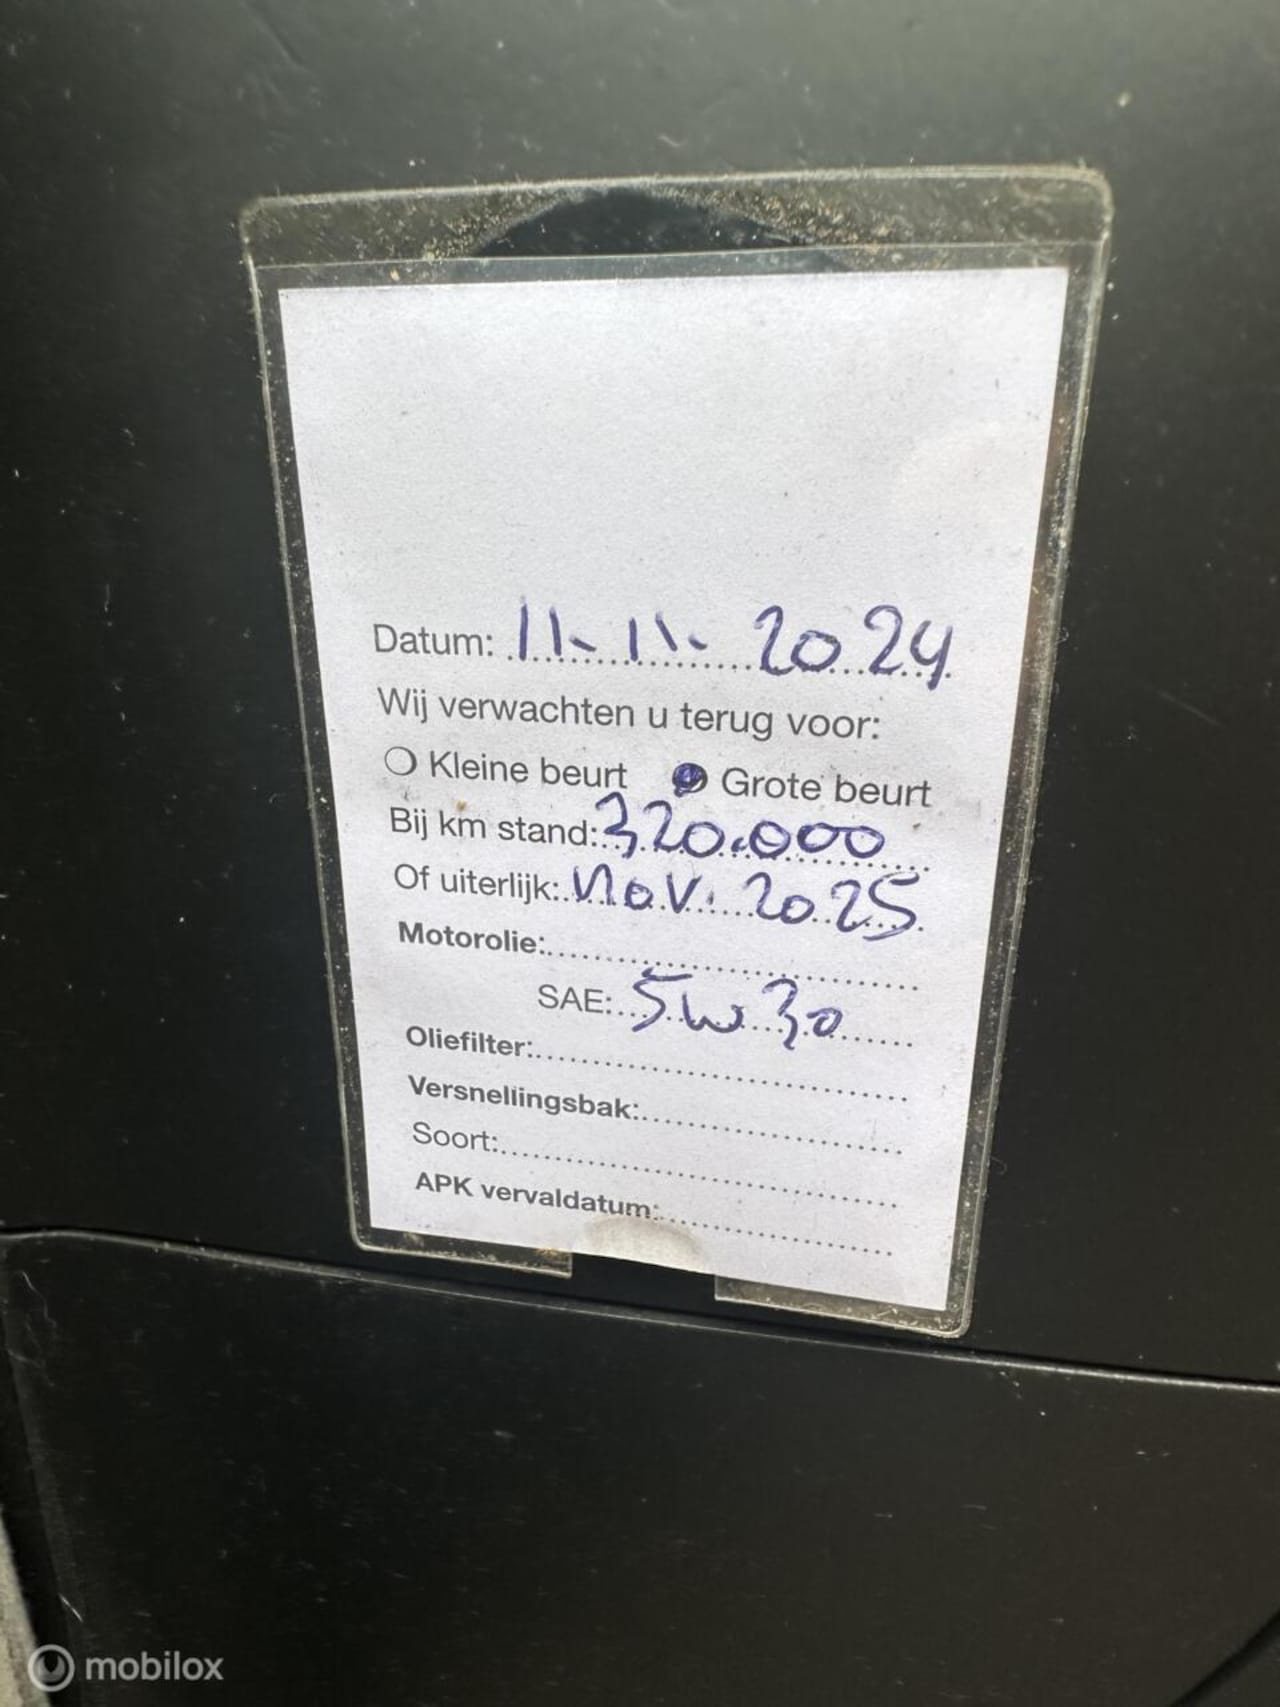 Datum: 11-11-2024
Wij verwachten u terug voor:
Kleine beurt Grote beurt
Bij km stand: 320.000
Of uiterlijk: Nov. 2025
Motorolie:
SAE: 5W30
Oliefilter:
Versnellingsbak:
Soort:
APK vervaldatum:
mobilox